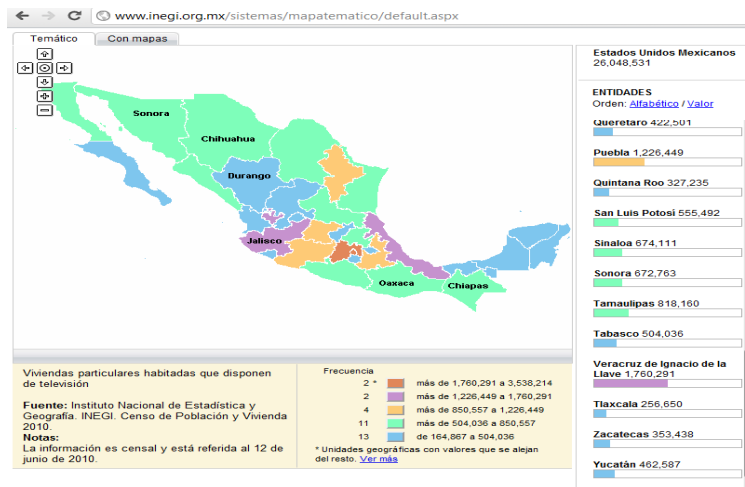 www.inegi.org.mx/sistemas/mapatematico/default.aspx
Temático
Con mapas
Sonora
Chihuahua
Durango
Jalisco
Oaxaca
Chiapas
Viviendas particulares habitadas que disponen
de televisión
Fuente: Instituto Nacional de Estadística y
Geografía. INEGI. Censo de Población y Vivienda
2010.
Notas:
La información es censal y está referida al 12 de
junio de 2010.
Frecuencia
2 * más de 1,760,291 a 3,538,214
2 más de 1,226,449 a 1,760,291
4 más de 850,557 a 1,226,449
11 más de 504,036 a 850,557
13 de 164,867 a 504,036
* Unidades geográficas con valores que se alejan
del resto. Ver más
Estados Unidos Mexicanos
26,048,531
ENTIDADES
Orden: Alfabético / Valor
Querétaro 422,501
Puebla 1,226,449
Quintana Roo 327,235
San Luis Potosí 555,492
Sinaloa 674,111
Sonora 672,763
Tamaulipas 818,160
Tabasco 504,036
Veracruz de Ignacio de la
Llave 1,760,291
Tlaxcala 256,650
Zacatecas 353,438
Yucatán 462,587